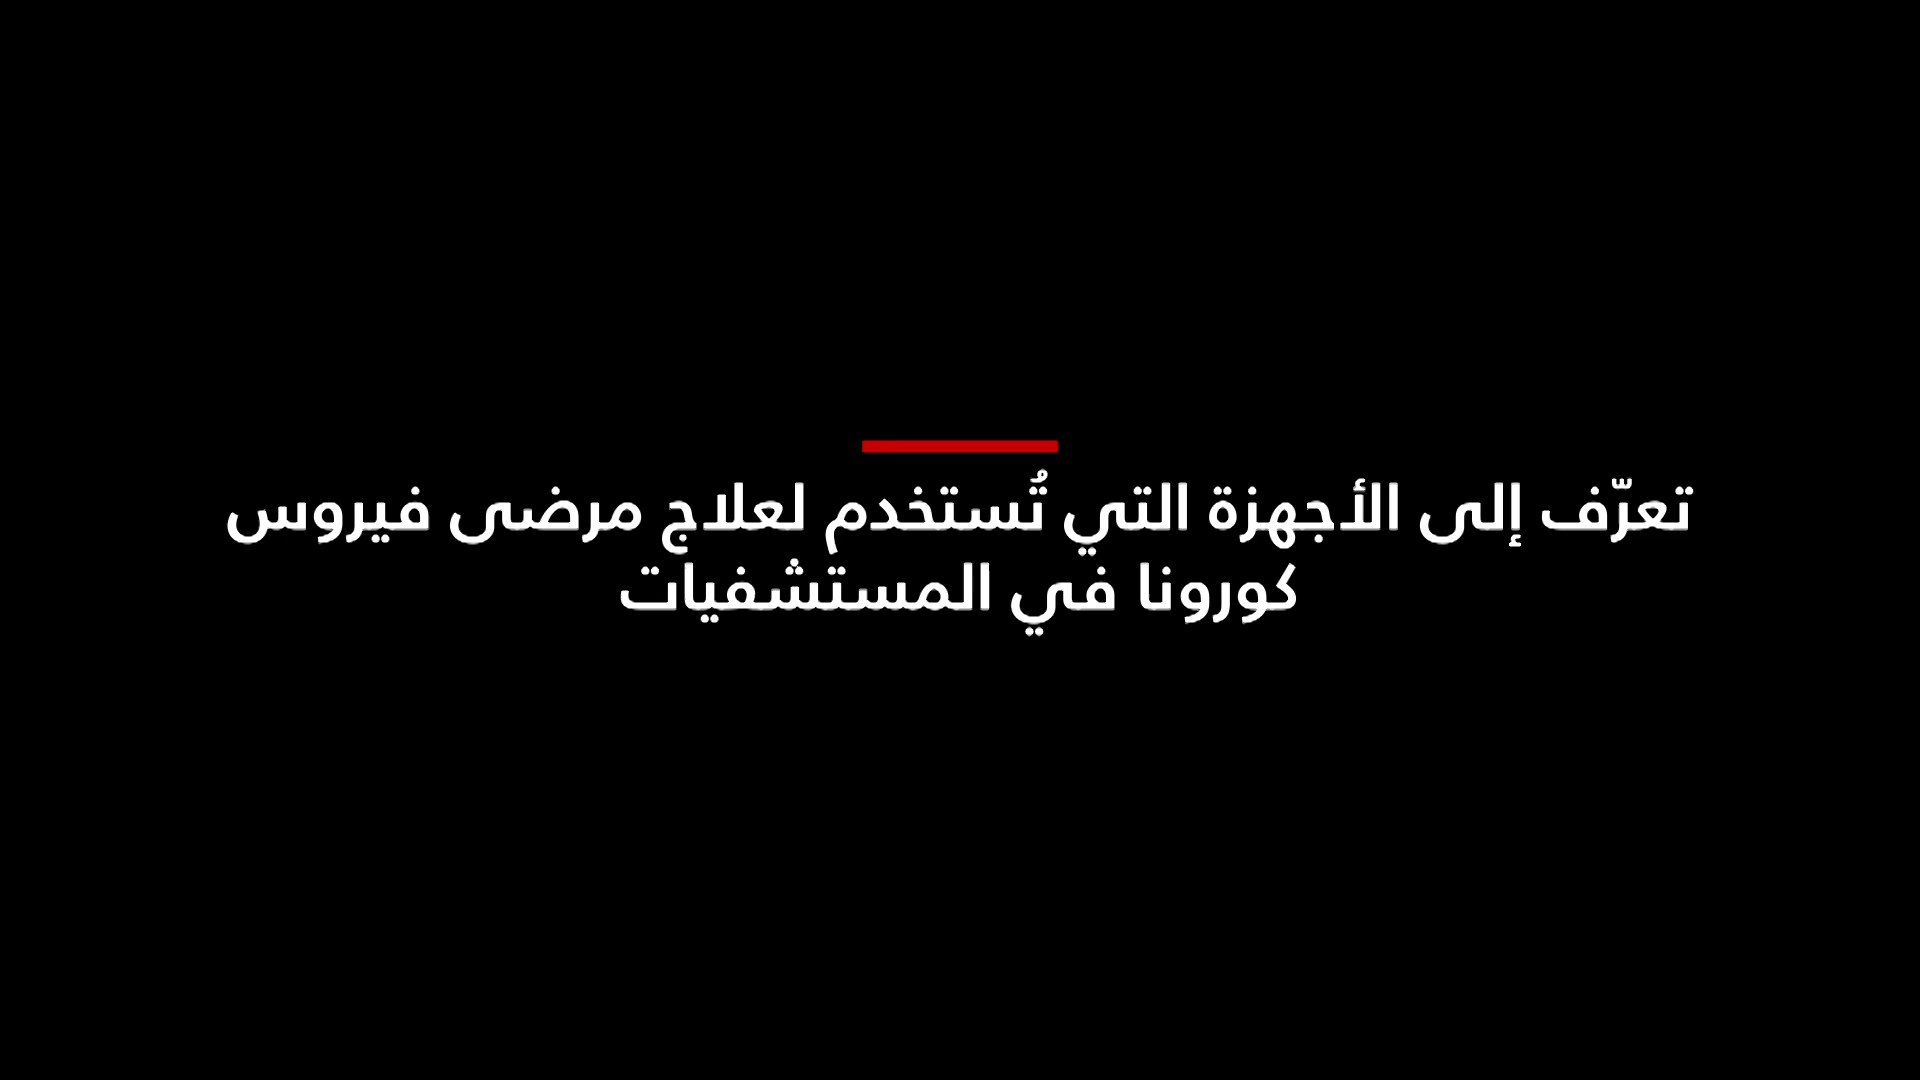 تعرّف إلى الأجهزة التي تُستخدم لعلاج مرضى فيروس
كورونا في المستشفيات